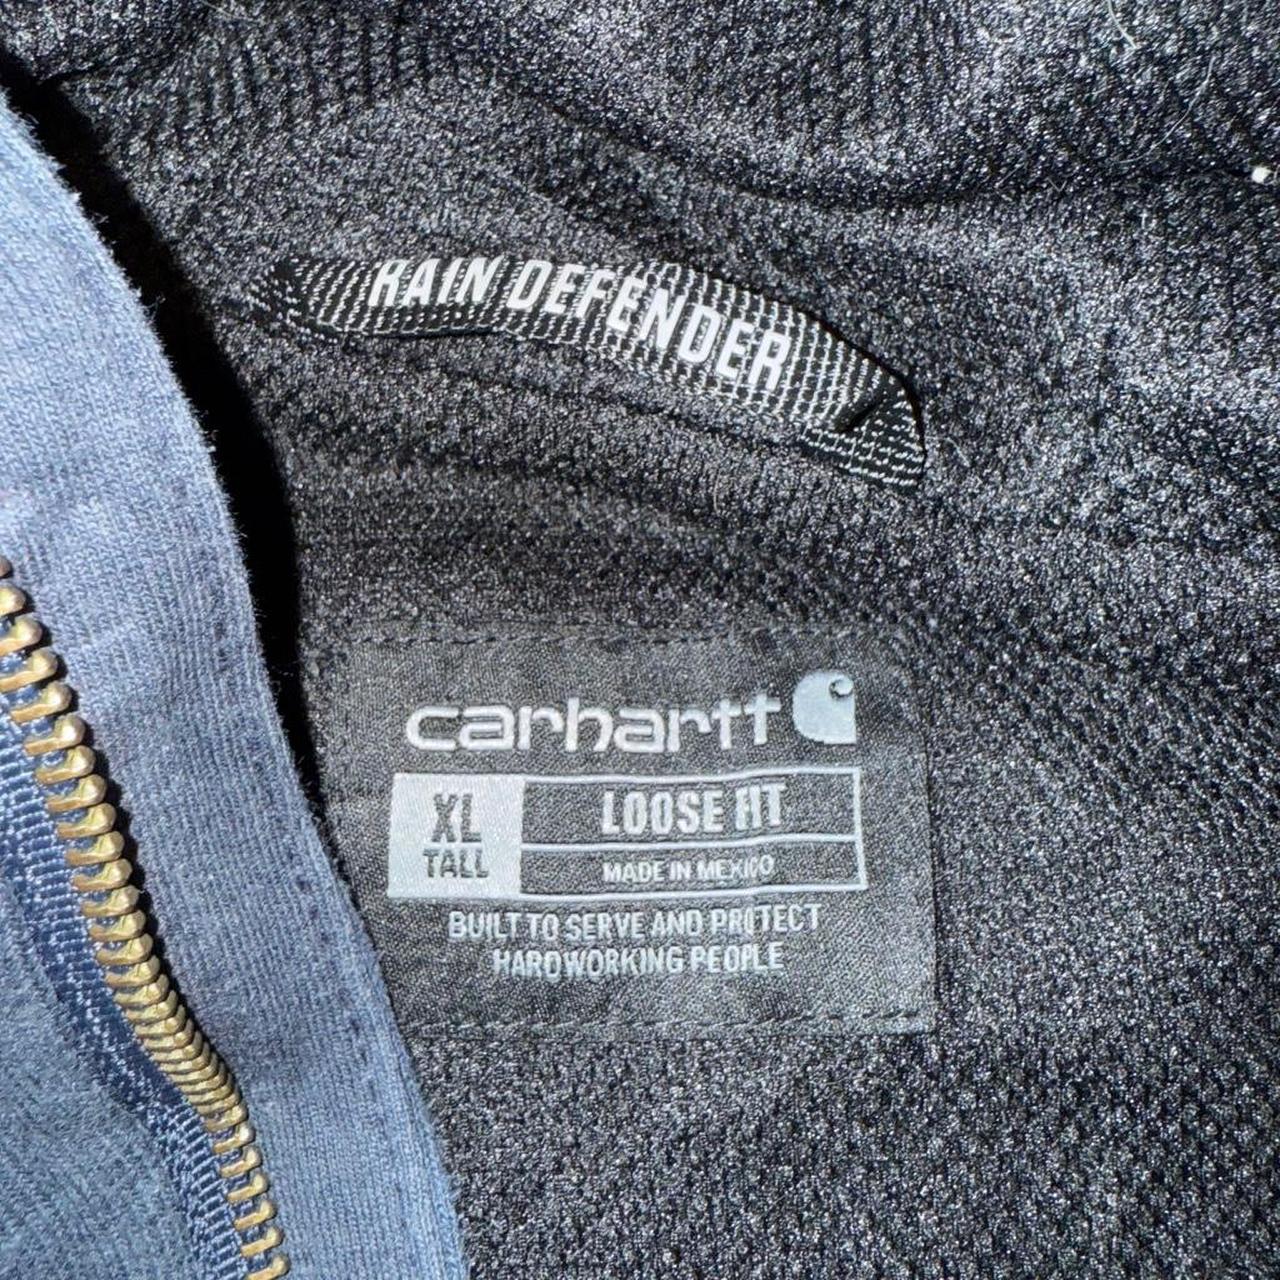 RAIN DEFENDER
carhartt
XL
TALL
LOOSE FIT
MADE IN MEXICO
BUILT TO SERVE AND PROTECT
HARDWORKING PEOPLE